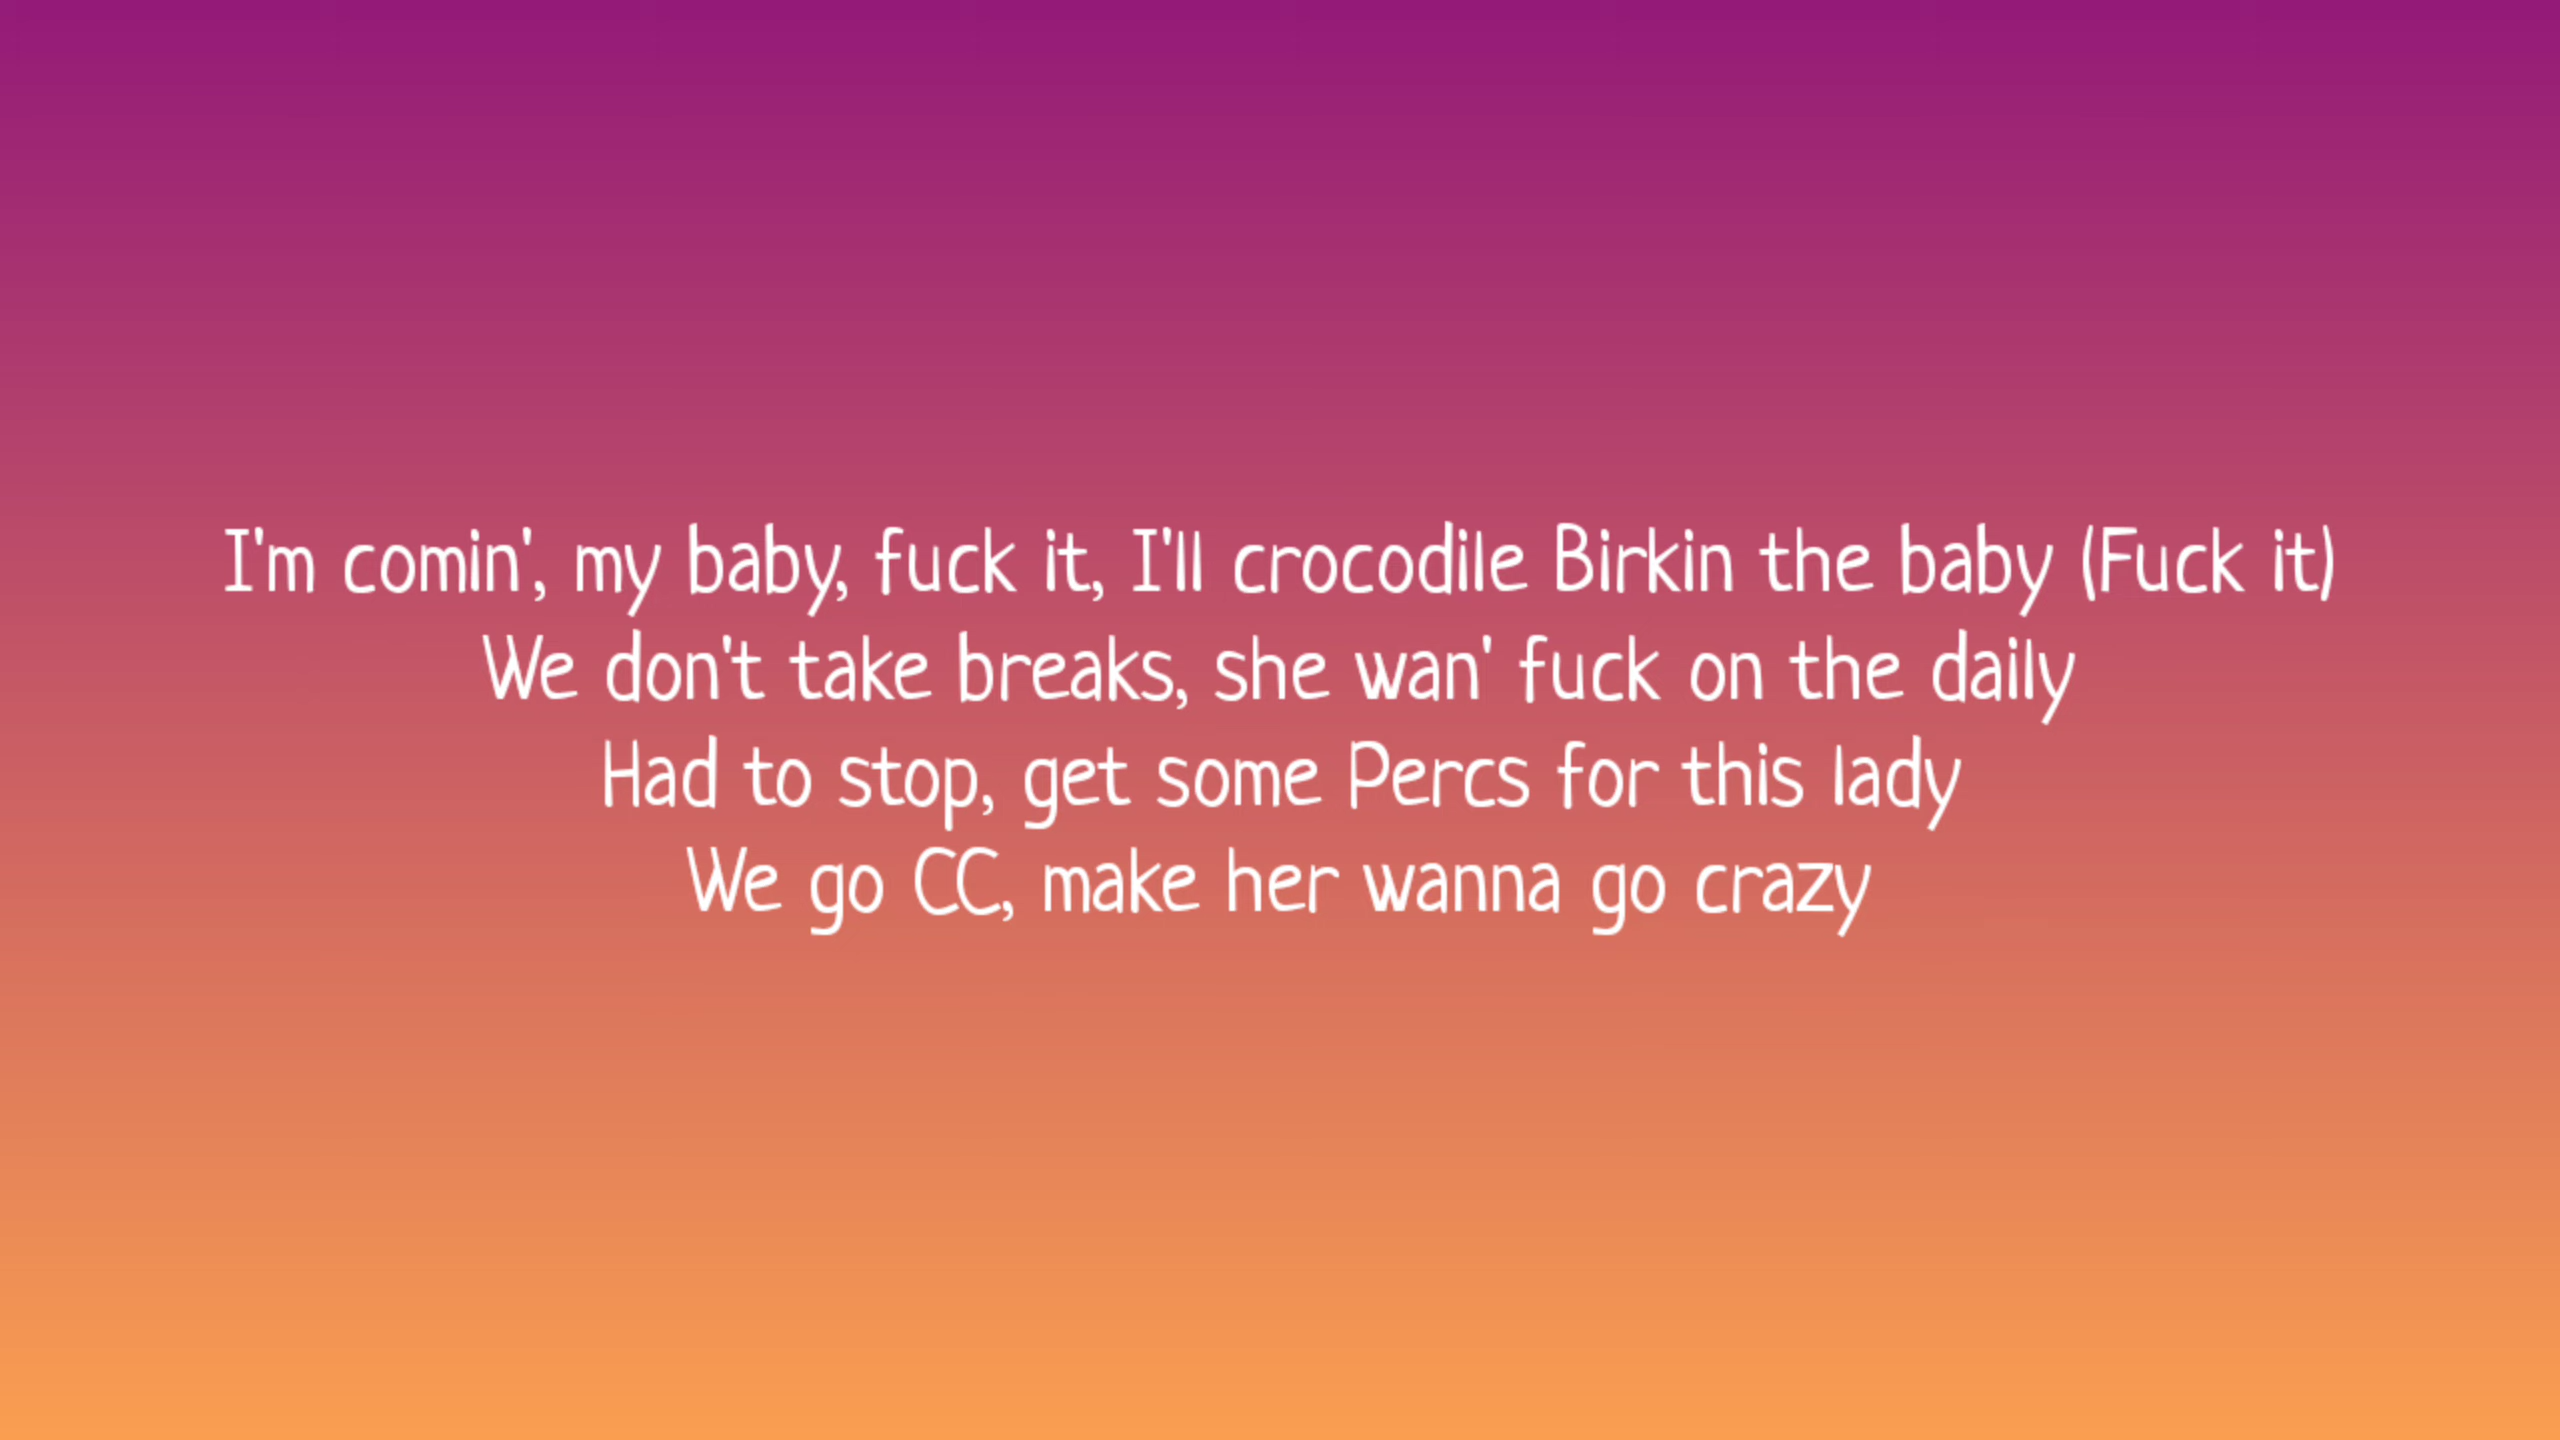 I'm comin', my baby, fuck it, I'll crocodile Birkin the baby (Fuck it)
We don't take breaks, she wan' fuck on the daily
Had to stop, get some Percs for this lady
We go CC, make her wanna go crazy